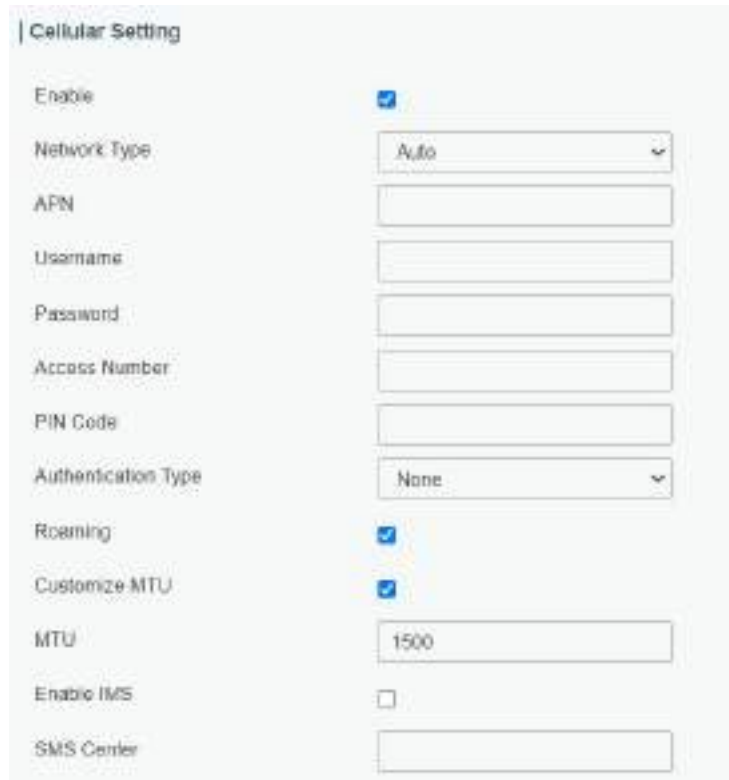 Cellular Setting
Enable
Network Type Auto
APN
Username
Password
Access Number
PIN Code
Authentication Type None
Roaming
Customize MTU
MTU 1500
Enable IMS
SMS Center